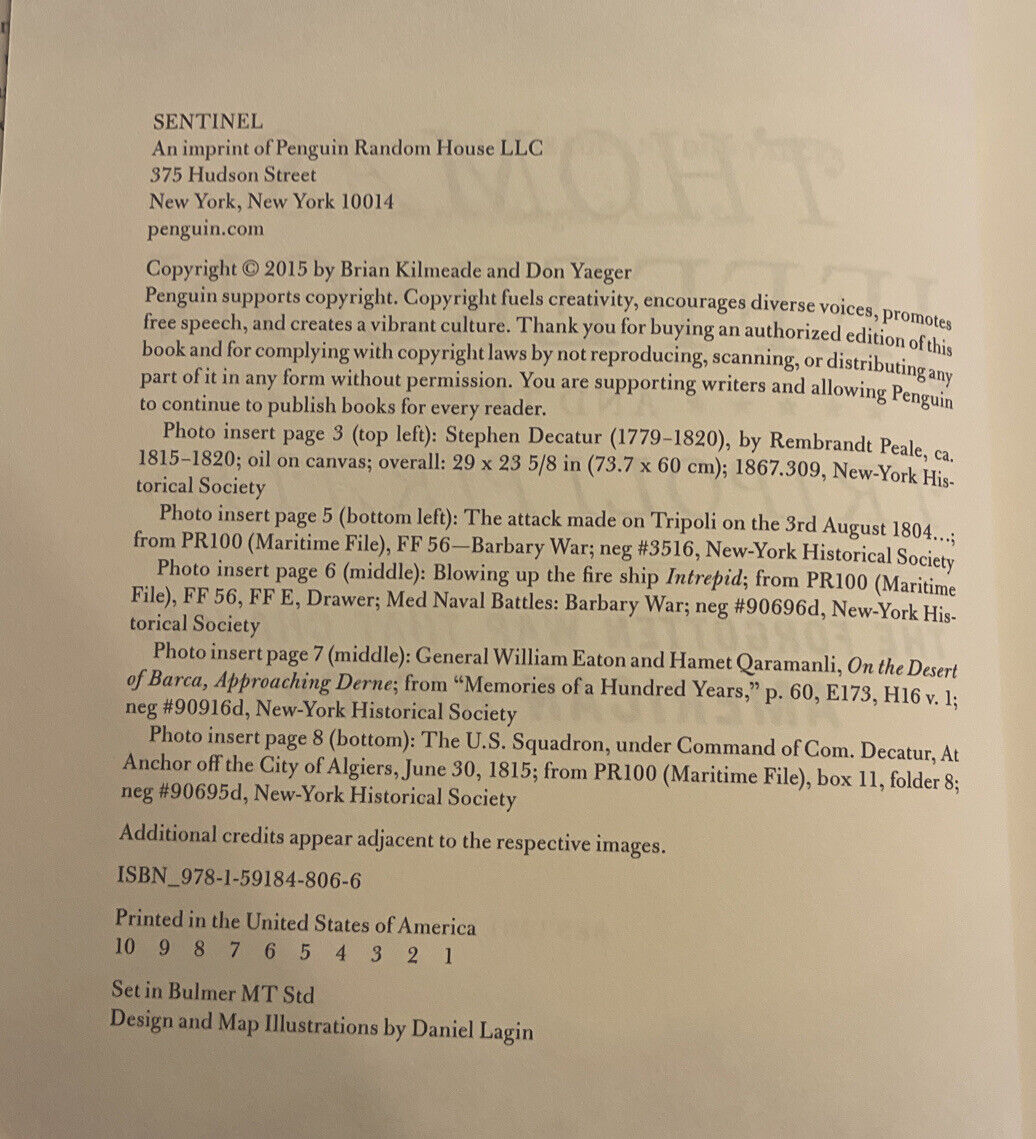 SENTINEL
An imprint of Penguin Random House LLC
375 Hudson Street
New York, New York 10014
penguin.com
Copyright © 2015 by Brian Kilmeade and Don Yaeger
Penguin supports copyright. Copyright fuels creativity, encourages diverse voices, promotes
free speech, and creates a vibrant culture. Thank you for buying an authorized edition of this
book and for complying with copyright laws by not reproducing, scanning, or distributing any
part of it in any form without permission. You are supporting writers and allowing Penguin
to continue to publish books for every reader.
Photo insert page 3 (top left): Stephen Decatur (1779–1820), by Rembrandt Peale, ca.
1815–1820; oil on canvas; overall: 29 x 23 5/8 in (73.7 x 60 cm); 1867.309, New-York His-
torical Society
Photo insert page 5 (bottom left): The attack made on Tripoli on the 3rd August 1804...;
from PR100 (Maritime File), FF 56—Barbary War; neg #3516, New-York Historical Society
Photo insert page 6 (middle): Blowing up the fire ship Intrepid; from PR100 (Maritime
File), FF 56, FF E, Drawer; Med Naval Battles: Barbary War; neg #90696d, New-York His-
torical Society
Photo insert page 7 (middle): General William Eaton and Hamet Qaramanli, On the Desert
of Barca, Approaching Derne; from “Memories of a Hundred Years,” p. 60, E173, H16 v. 1;
neg #90916d, New-York Historical Society
Photo insert page 8 (bottom): The U.S. Squadron, under Command of Com. Decatur, At
Anchor off the City of Algiers, June 30, 1815; from PR100 (Maritime File), box 11, folder 8;
neg #90695d, New-York Historical Society
Additional credits appear adjacent to the respective images.
ISBN_978-1-59184-806-6
Printed in the United States of America
10 9 8 7 6 5 4 3 2 1
Set in Bulmer MT Std
Design and Map Illustrations by Daniel Lagin